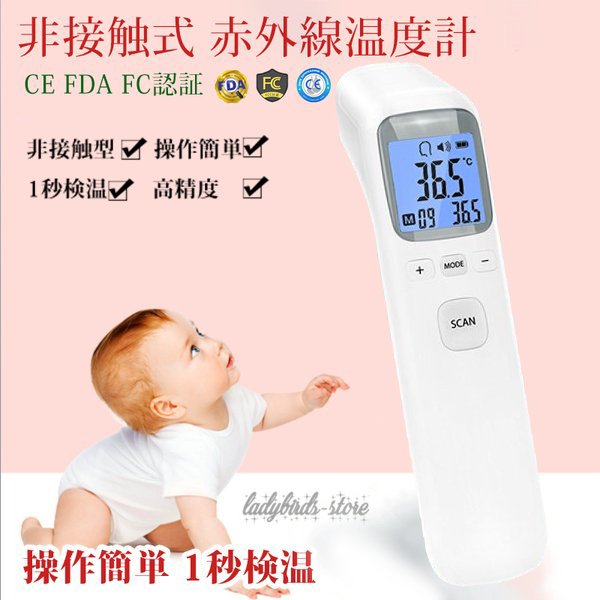 非接触式 赤外線温度計
CE FDA FC認証
FDA FC CE
非接触型 操作簡単
1秒検温 高精度
36.5 °C
M 09 36.5
+ MODE −
SCAN
ladybirds-store
操作簡単 1秒検温